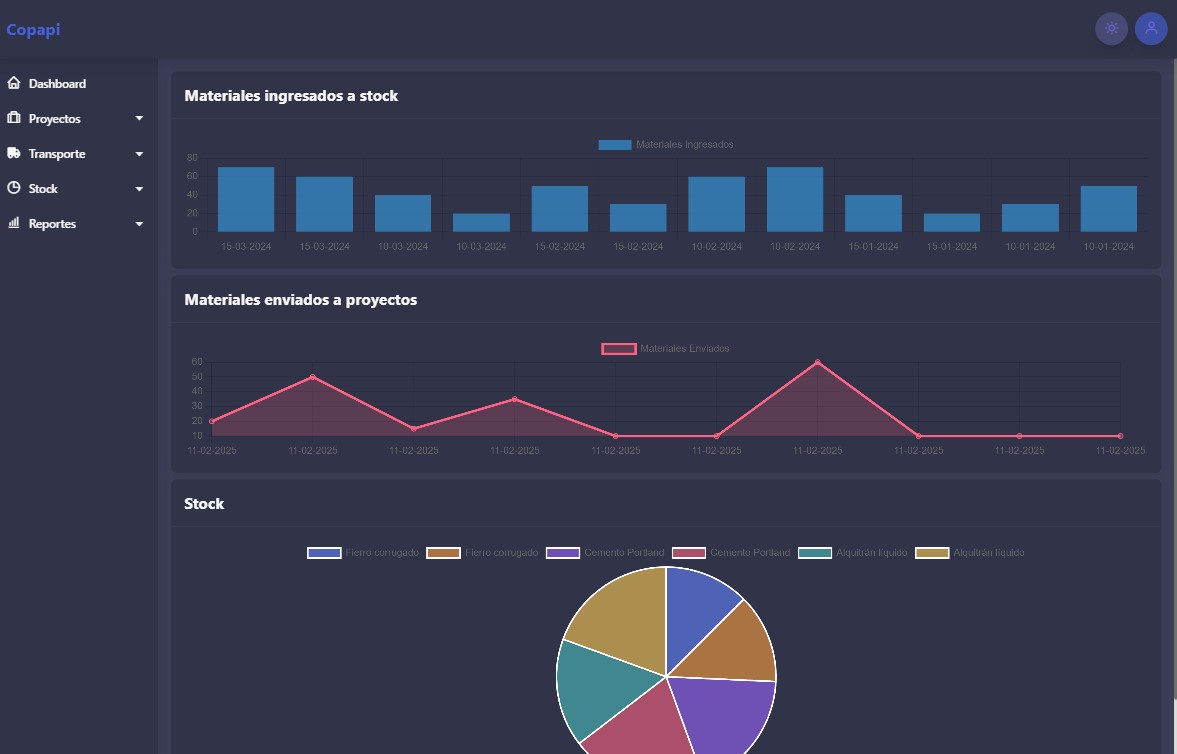 Copapi
Dashboard
Proyectos
Transporte
Stock
Reportes
Materiales ingresados a stock
Materiales Ingresados
80
60
40
20
0
15-03-2024 15-03-2024 10-03-2024 10-03-2024 15-02-2024 15-02-2024 10-02-2024 10-02-2024 15-01-2024 15-01-2024 10-01-2024 10-01-2024
Materiales enviados a proyectos
Materiales Enviados
60
50
40
30
20
10
11-02-2025 11-02-2025 11-02-2025 11-02-2025 11-02-2025 11-02-2025 11-02-2025 11-02-2025 11-02-2025 11-02-2025
Stock
Fierro corrugado Fierro corrugado Cemento Portland Cemento Portland Alquitrán líquido Alquitrán líquido